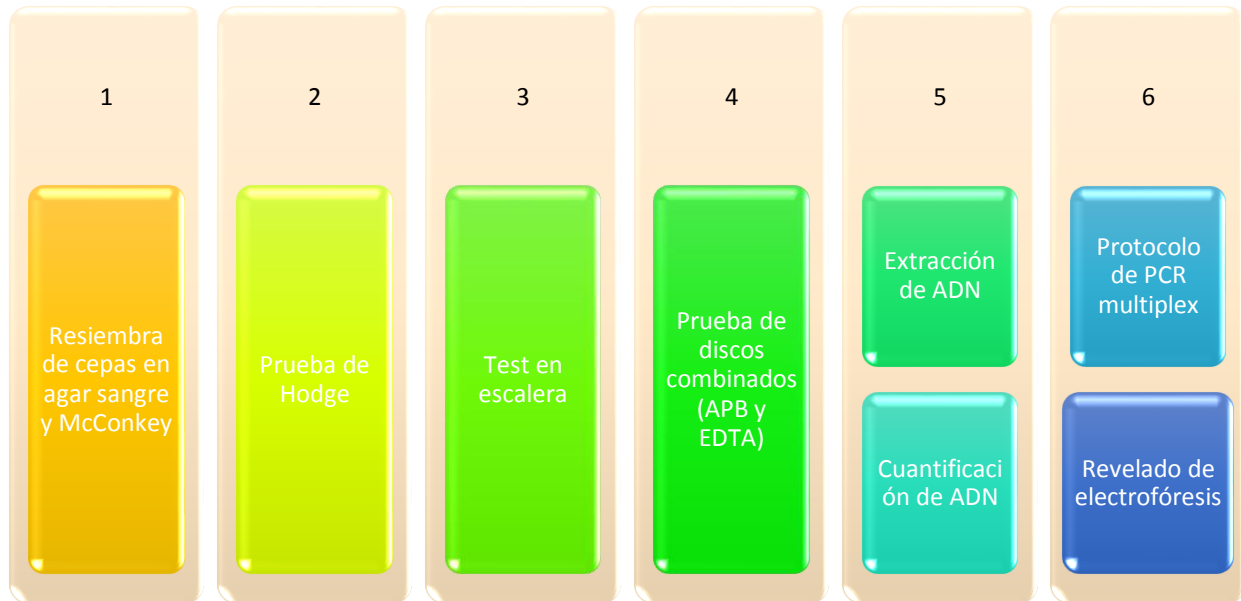 1
Resiembra
de cepas en
agar sangre
y McConkey
2
Prueba de
Hodge
3
Test en
escalera
4
Prueba de
discos
combinados
(APB y
EDTA)
5
Extracción
de ADN
Cuantificaci
ón de ADN
6
Protocolo
de PCR
multiplex
Revelado de
electrofóresis